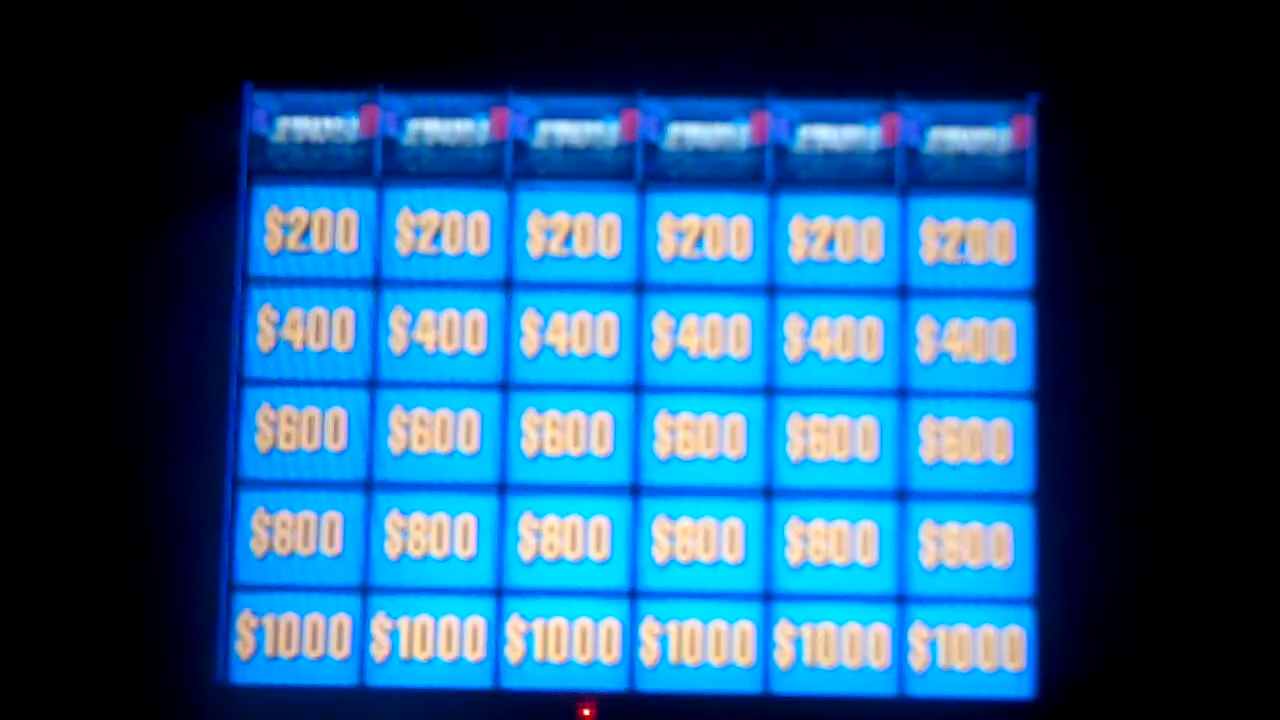 $200 $200 $200 $200 $200 $200
$400 $400 $400 $400 $400 $400
$600 $600 $600 $600 $600 $600
$800 $800 $800 $800 $800 $800
$1000 $1000 $1000 $1000 $1000 $1000